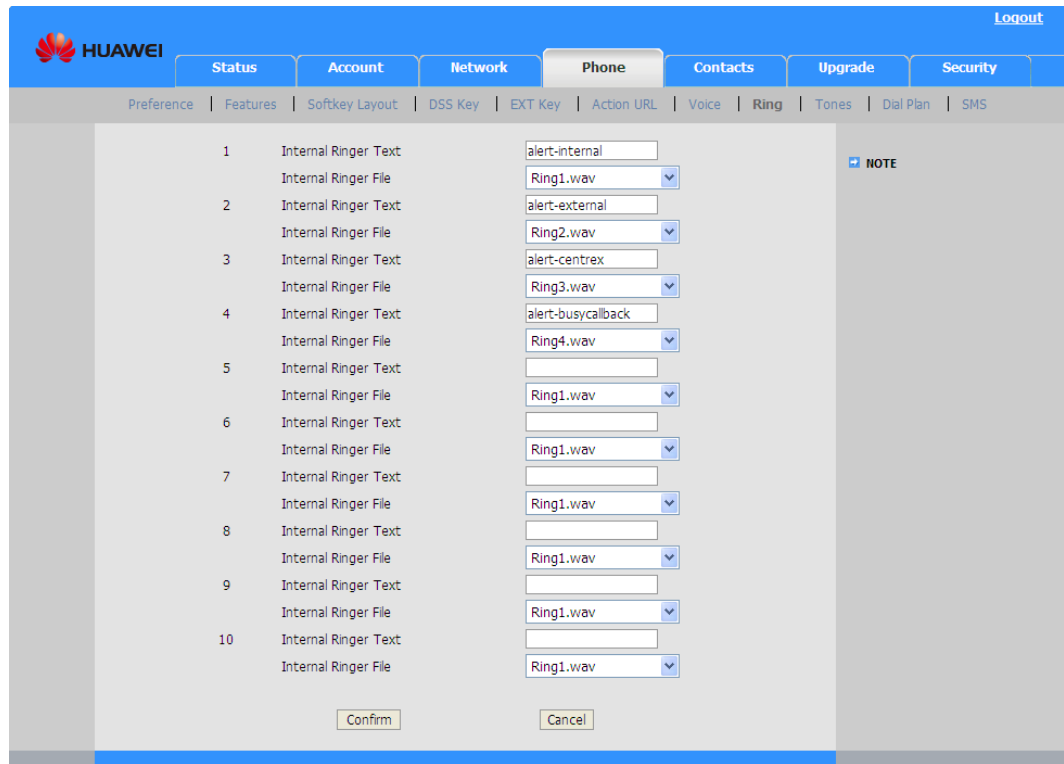 Logout
HUAWEI
Status Account Network Phone Contacts Upgrade Security
Preference | Features | Softkey Layout | DSS Key | EXT Key | Action URL | Voice | Ring | Tones | Dial Plan | SMS
1 Internal Ringer Text alert-internal
NOTE
Internal Ringer File Ring1.wav
2 Internal Ringer Text alert-external
Internal Ringer File Ring2.wav
3 Internal Ringer Text alert-centrex
Internal Ringer File Ring3.wav
4 Internal Ringer Text alert-busycallback
Internal Ringer File Ring4.wav
5 Internal Ringer Text
Internal Ringer File Ring1.wav
6 Internal Ringer Text
Internal Ringer File Ring1.wav
7 Internal Ringer Text
Internal Ringer File Ring1.wav
8 Internal Ringer Text
Internal Ringer File Ring1.wav
9 Internal Ringer Text
Internal Ringer File Ring1.wav
10 Internal Ringer Text
Internal Ringer File Ring1.wav
Confirm Cancel